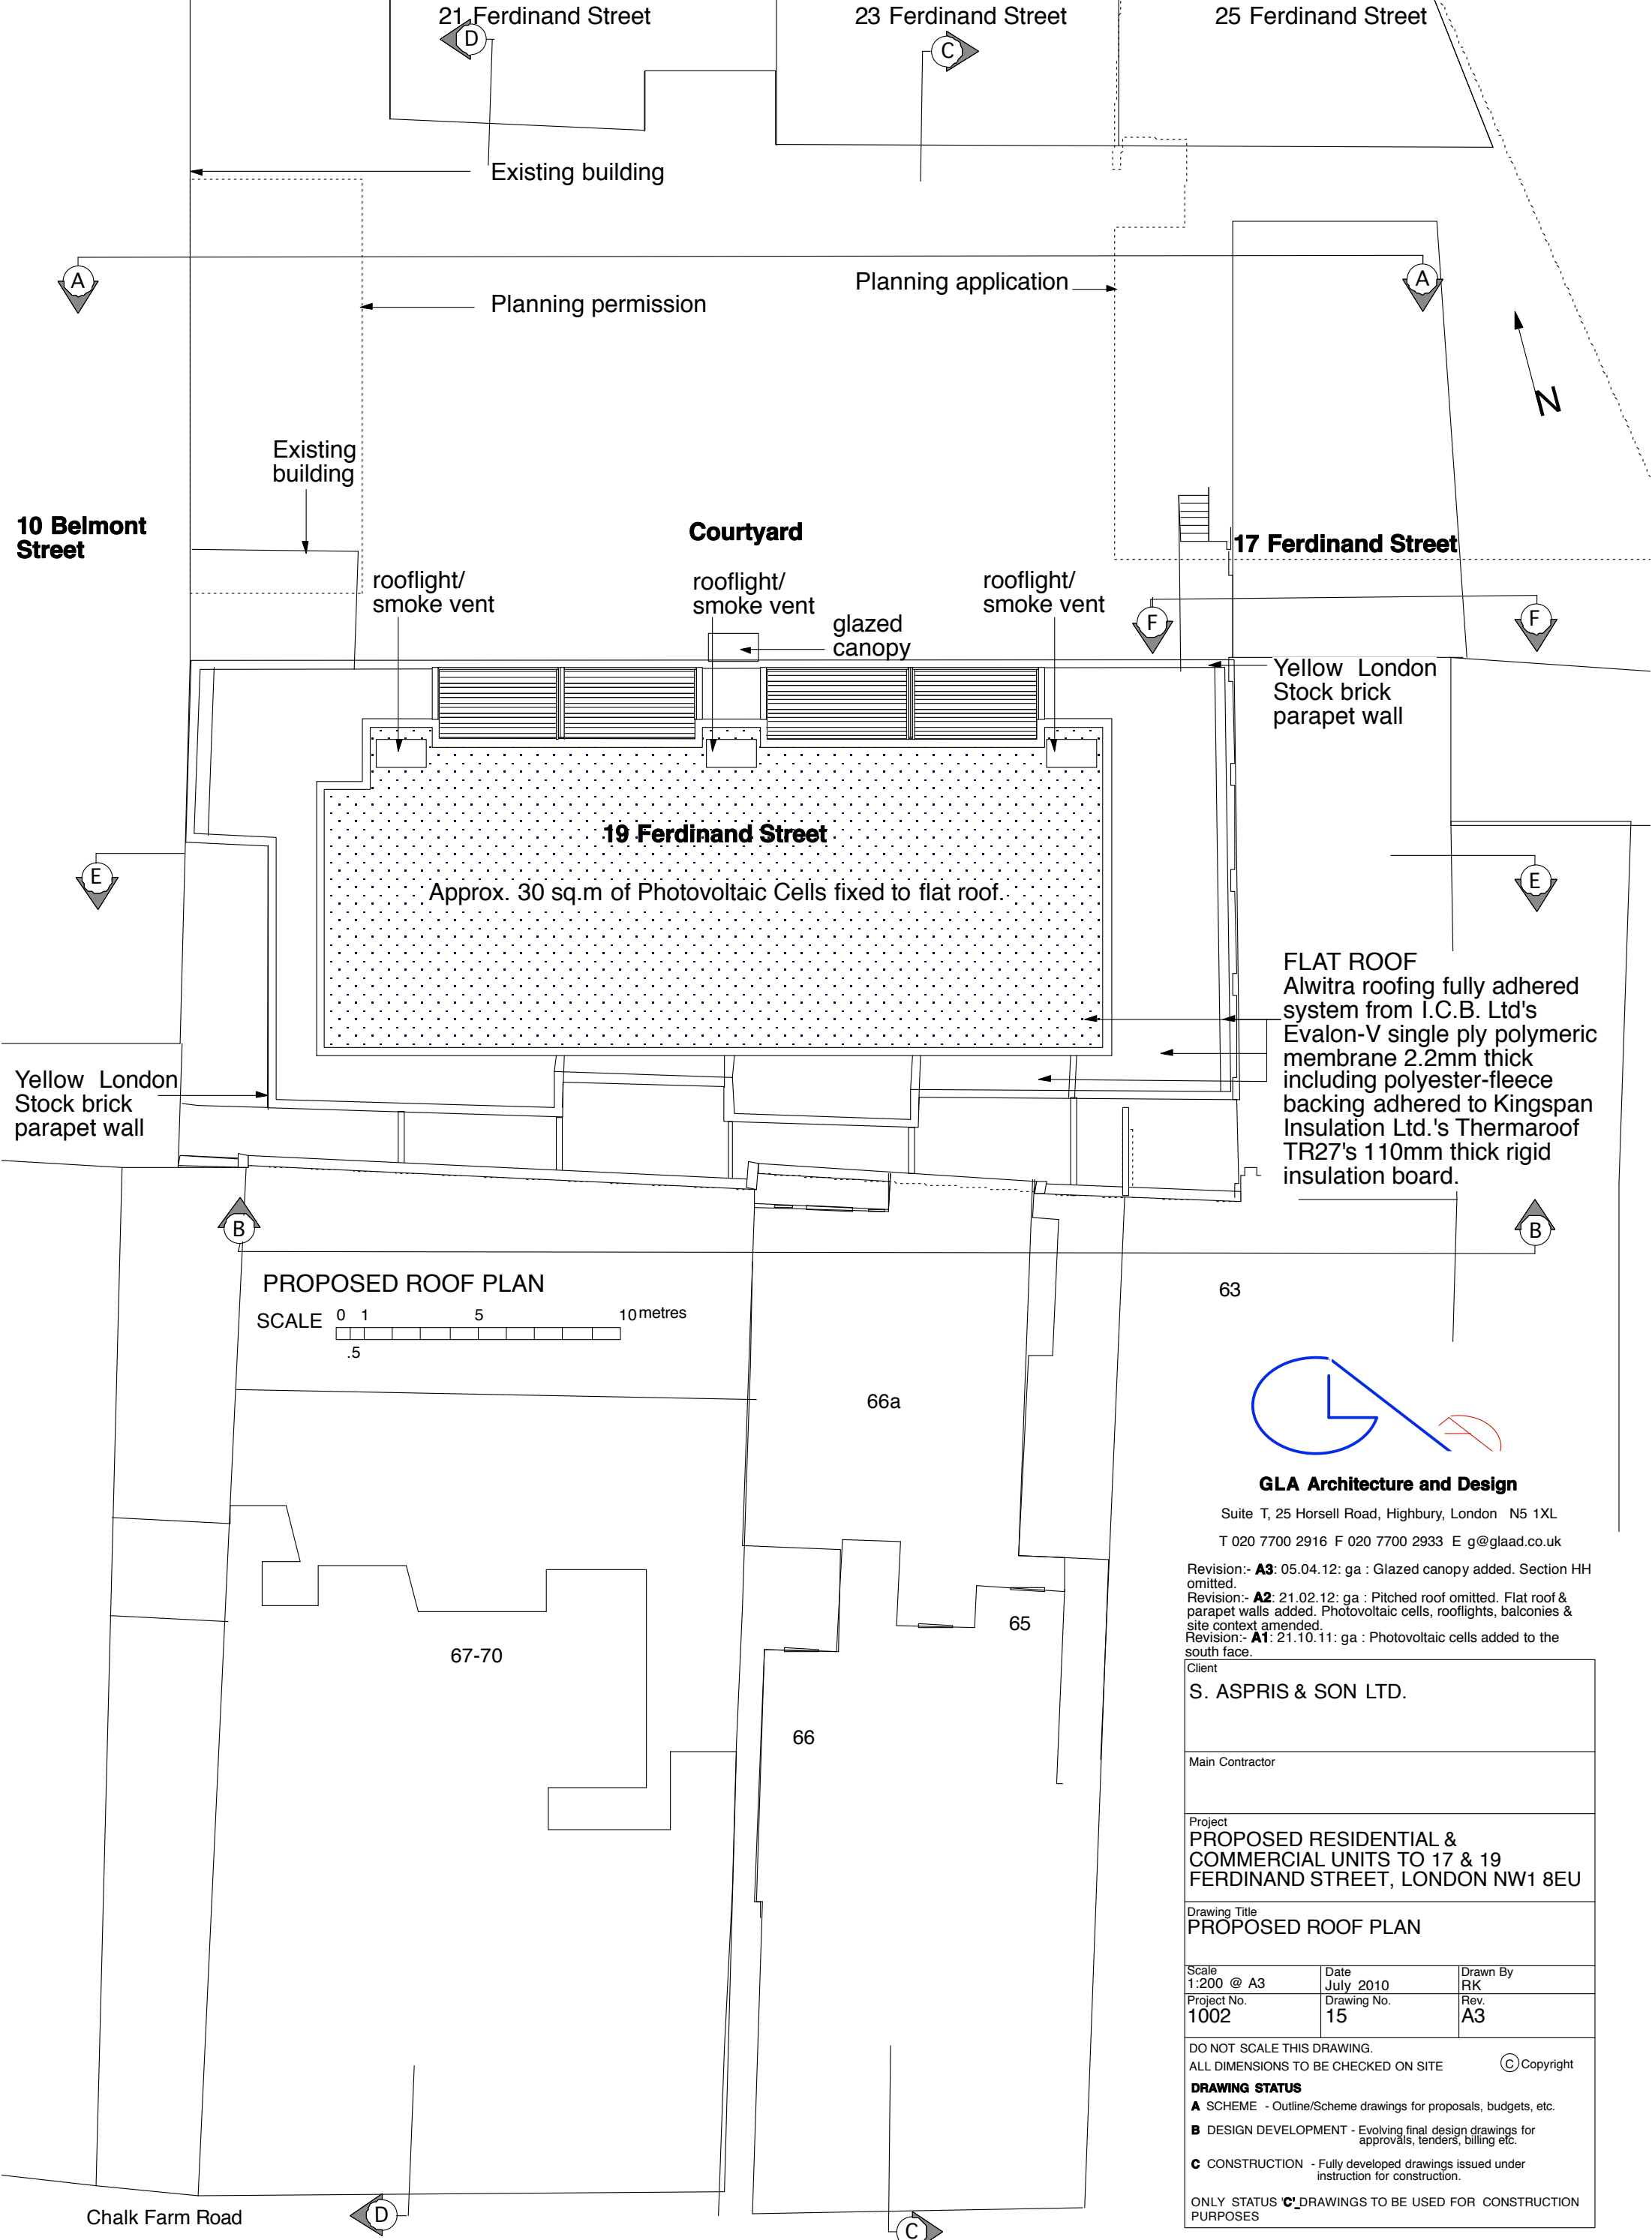 21 Ferdinand Street
23 Ferdinand Street
25 Ferdinand Street
D
C
Existing building
A
Planning permission
Planning application
A
N
Existing
building
10 Belmont
Street
Courtyard
17 Ferdinand Street
rooflight/
smoke vent
rooflight/
smoke vent
rooflight/
smoke vent
glazed
canopy
F
F
Yellow London
Stock brick
parapet wall
19 Ferdinand Street
Approx. 30 sq.m of Photovoltaic Cells fixed to flat roof.
E
E
FLAT ROOF
Alwitra roofing fully adhered
system from I.C.B. Ltd's
Evalon-V single ply polymeric
membrane 2.2mm thick
including polyester-fleece
backing adhered to Kingspan
Insulation Ltd.'s Thermaroof
TR27's 110mm thick rigid
insulation board.
Yellow London
Stock brick
parapet wall
B
B
PROPOSED ROOF PLAN
SCALE 0 1 5 10 metres
.5
63
66a
67-70
65
66
GLA Architecture and Design
Suite T, 25 Horsell Road, Highbury, London N5 1XL
T 020 7700 2916 F 020 7700 2933 E g@glaad.co.uk
Revision:- A3: 05.04.12: ga : Glazed canopy added. Section HH
omitted.
Revision:- A2: 21.02.12: ga : Pitched roof omitted. Flat roof &
parapet walls added. Photovoltaic cells, rooflights, balconies &
site context amended.
Revision:- A1: 21.10.11: ga : Photovoltaic cells added to the
south face.
Client
S. ASPRIS & SON LTD.
Main Contractor
Project
PROPOSED RESIDENTIAL &
COMMERCIAL UNITS TO 17 & 19
FERDINAND STREET, LONDON NW1 8EU
Drawing Title
PROPOSED ROOF PLAN
Scale
1:200 @ A3
Date
July 2010
Drawn By
RK
Project No.
1002
Drawing No.
15
Rev.
A3
DO NOT SCALE THIS DRAWING.
ALL DIMENSIONS TO BE CHECKED ON SITE
© Copyright
DRAWING STATUS
A SCHEME - Outline/Scheme drawings for proposals, budgets, etc.
B DESIGN DEVELOPMENT - Evolving final design drawings for
approvals, tenders, billing etc.
C CONSTRUCTION - Fully developed drawings issued under
instruction for construction.
ONLY STATUS 'C' DRAWINGS TO BE USED FOR CONSTRUCTION
PURPOSES
Chalk Farm Road
D
C